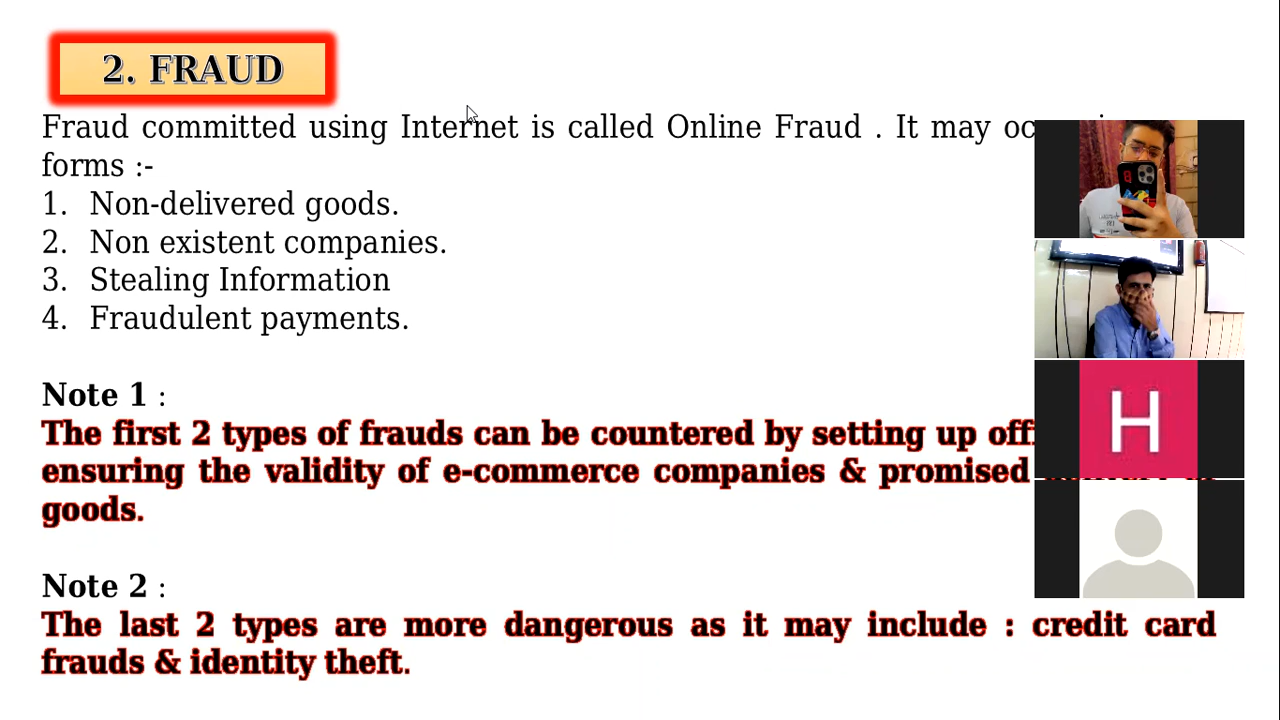 2. FRAUD
Fraud committed using Internet is called Online Fraud . It may
forms :-
1. Non-delivered goods.
2. Non existent companies.
3. Stealing Information
4. Fraudulent payments.
Note 1 :
The first 2 types of frauds can be countered by setting up
ensuring the validity of e-commerce companies & promised
goods.
H
Note 2 :
The last 2 types are more dangerous as it may include : credit card
frauds & identity theft.